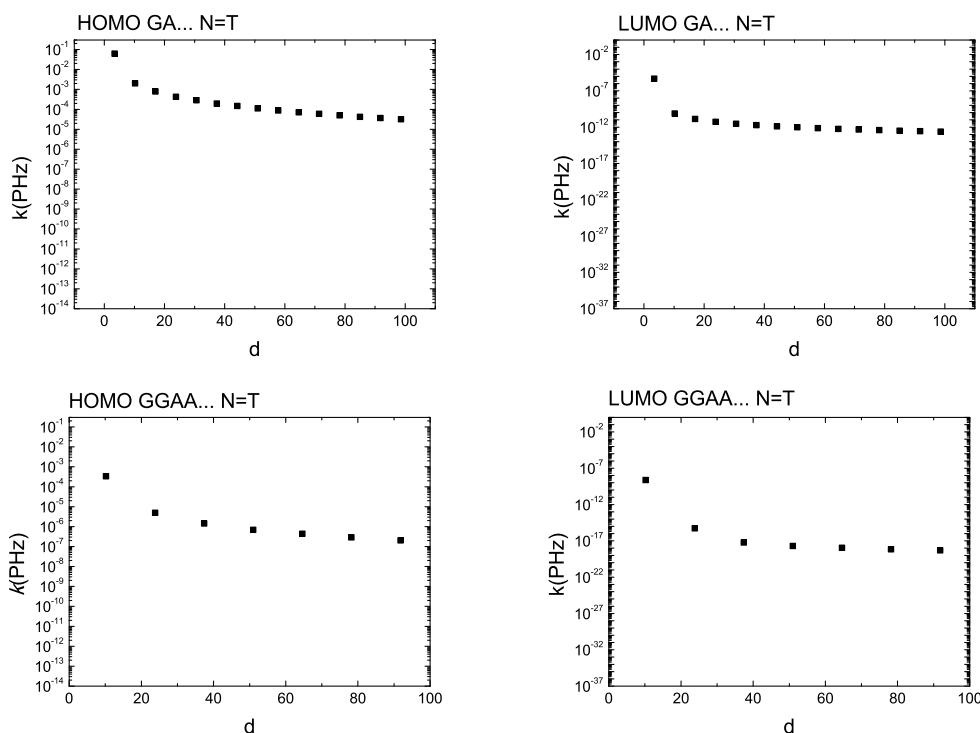 HOMO GA... N=T
LUMO GA... N=T
10⁻¹
10⁻²
10⁻³
10⁻⁴
10⁻⁵
10⁻⁶
10⁻⁷
10⁻⁸
10⁻⁹
10⁻¹⁰
10⁻¹¹
10⁻¹²
10⁻¹³
10⁻¹⁴
k(PHz)
0 20 40 60 80 100
d
10⁻²
10⁻⁷
10⁻¹²
10⁻¹⁷
10⁻²²
10⁻²⁷
10⁻³²
10⁻³⁷
k(PHz)
0 20 40 60 80 100
d
HOMO GGAA... N=T
LUMO GGAA... N=T
10⁻¹
10⁻²
10⁻³
10⁻⁴
10⁻⁵
10⁻⁶
10⁻⁷
10⁻⁸
10⁻⁹
10⁻¹⁰
10⁻¹¹
10⁻¹²
10⁻¹³
10⁻¹⁴
k(PHz)
0 20 40 60 80 100
d
10⁻²
10⁻⁷
10⁻¹²
10⁻¹⁷
10⁻²²
10⁻²⁷
10⁻³²
10⁻³⁷
k(PHz)
0 20 40 60 80 100
d